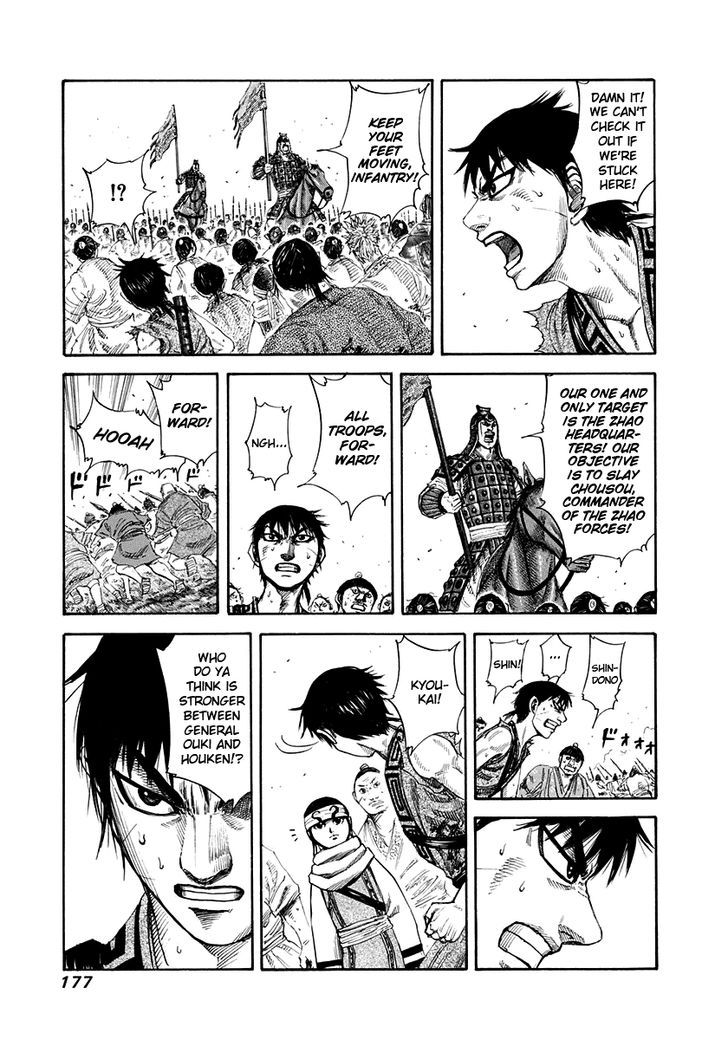 DAMN IT!
WE CAN'T
CHECK IT
OUT IF
WE'RE
STUCK
HERE!
KEEP
YOUR
FEET
MOVING,
INFANTRY!
!?
OUR ONE AND
ONLY TARGET
IS THE ZHAO
HEADQUAR-
TERS! OUR
OBJECTIVE
IS TO SLAY
CHOUSOU,
COMMANDER
OF THE ZHAO
FORCES!
ALL
TROOPS,
FOR-
WARD!
NGH...
FOR-
WARD!
HOOAH
ドドド
SHIN-
DONO
...
SHIN!
ドォォォ
KYOU-
KAI!
WHO
DO YA
THINK IS
STRONGER
BETWEEN
GENERAL
OUKI AND
HOUKEN!?
177